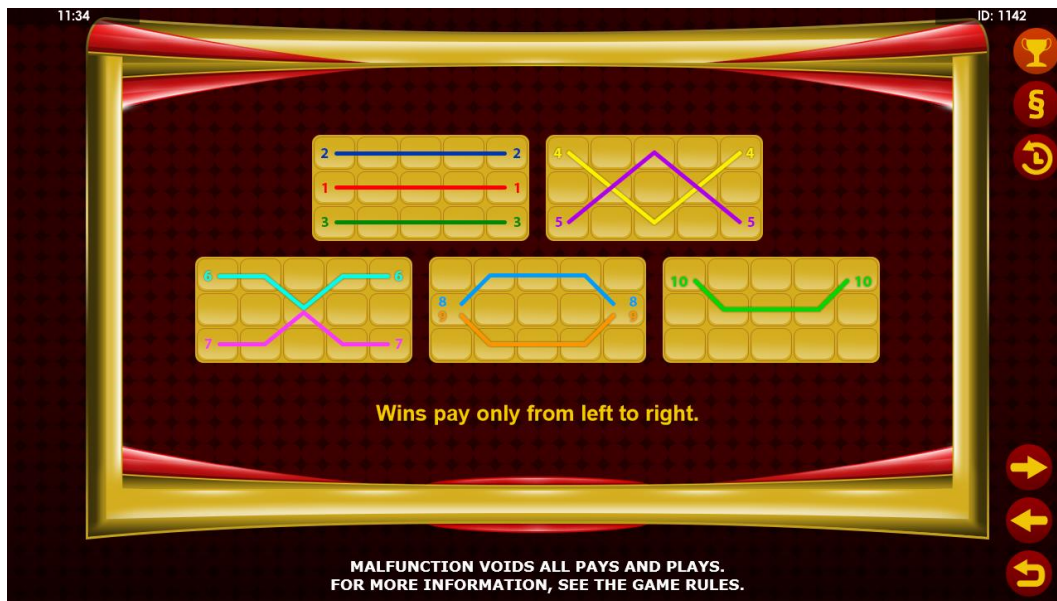 11:34 ID: 1142
§
2 2
1 1
3 3
4 4
5 5
6 6
7 7
8 8
9 9
10 10
Wins pay only from left to right.
MALFUNCTION VOIDS ALL PAYS AND PLAYS.
FOR MORE INFORMATION, SEE THE GAME RULES.